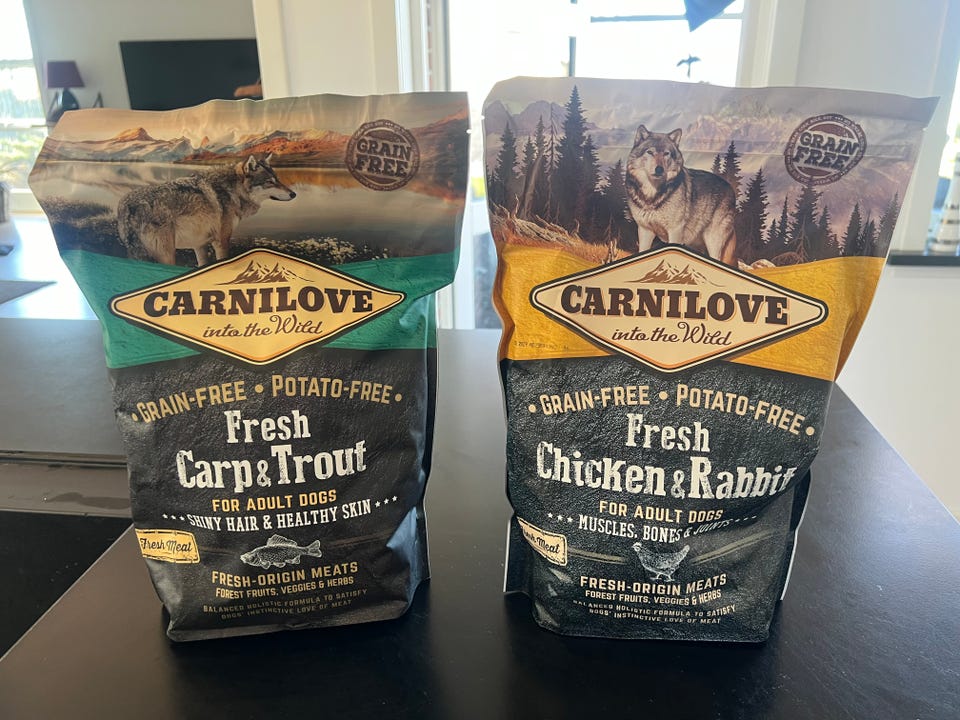 GRAIN FREE
CARNILOVE
into the Wild
• GRAIN-FREE • POTATO-FREE •
Fresh
Carp & Trout
FOR ADULT DOGS
SHINY HAIR & HEALTHY SKIN
Fresh Meat
FRESH-ORIGIN MEATS
FOREST FRUITS, VEGGIES & HERBS
BALANCED HOLISTIC FORMULA TO SATISFY
DOGS' INSTINCTIVE LOVE OF MEAT
GRAIN FREE
CARNILOVE
into the Wild
• GRAIN-FREE • POTATO-FREE •
Fresh
Chicken & Rabbit
FOR ADULT DOGS
MUSCLES, BONES & JOINTS
Meat
FRESH-ORIGIN MEATS
FOREST FRUITS, VEGGIES & HERBS
BALANCED HOLISTIC FORMULA TO SATISFY
DOGS' INSTINCTIVE LOVE OF MEAT